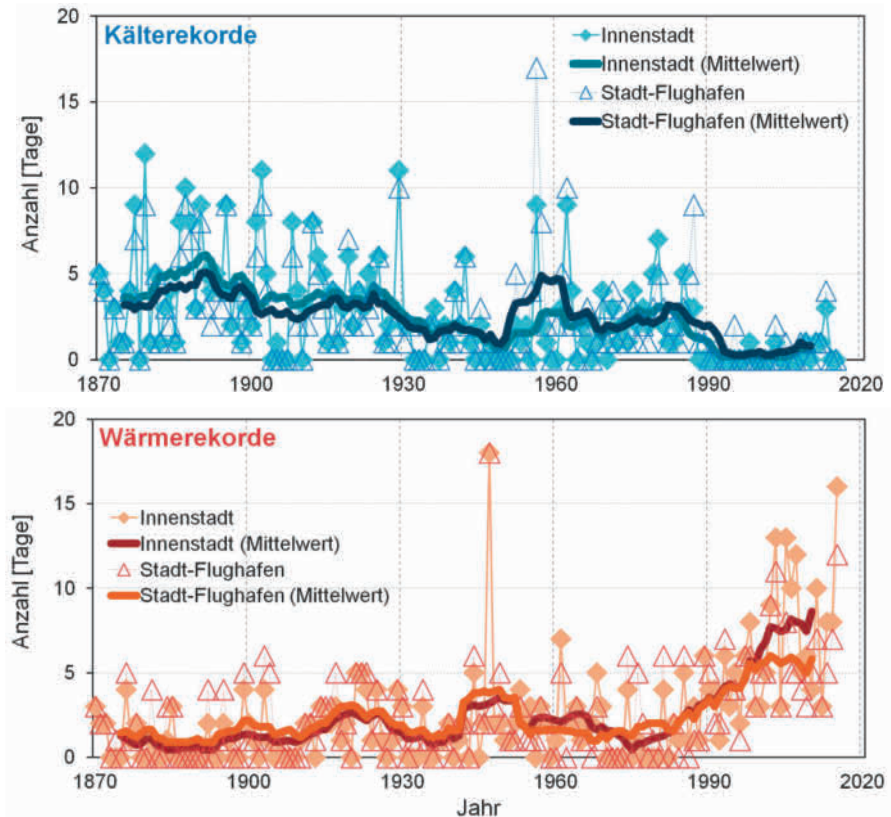 20
Kälterekorde
Innenstadt
Innenstadt (Mittelwert)
15
Stadt-Flughafen
Stadt-Flughafen (Mittelwert)
Anzahl [Tage]
10
5
0
1870 1900 1930 1960 1990 2020
20
Wärmerekorde
15
Innenstadt
Innenstadt (Mittelwert)
Stadt-Flughafen
Stadt-Flughafen (Mittelwert)
Anzahl [Tage]
10
5
0
1870 1900 1930 1960 1990 2020
Jahr